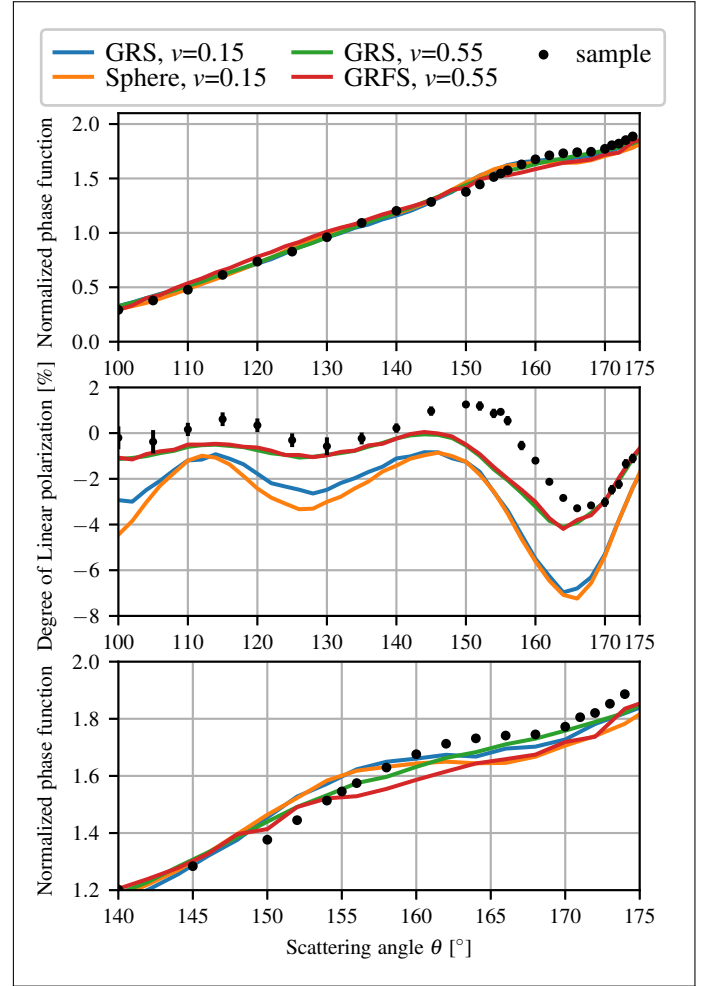 GRS, v=0.15
GRS, v=0.55
sample
Sphere, v=0.15
GRFS, v=0.55
Normalized phase function
2.0
1.5
1.0
0.5
0.0
100 110 120 130 140 150 160 170 175
Degree of Linear polarization [%]
2
0
−2
−4
−6
−8
100 110 120 130 140 150 160 170 175
Normalized phase function
2.0
1.8
1.6
1.4
1.2
140 145 150 155 160 165 170 175
Scattering angle θ [°]